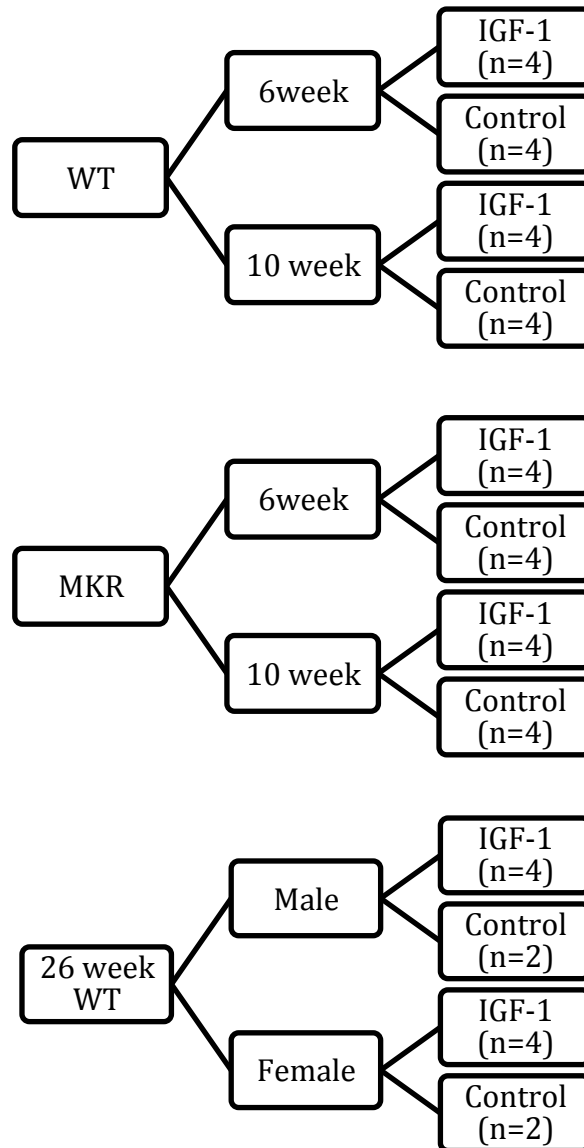 WT
6week
IGF-1
(n=4)
Control
(n=4)
10 week
IGF-1
(n=4)
Control
(n=4)
MKR
6week
IGF-1
(n=4)
Control
(n=4)
10 week
IGF-1
(n=4)
Control
(n=4)
26 week
WT
Male
IGF-1
(n=4)
Control
(n=2)
Female
IGF-1
(n=4)
Control
(n=2)